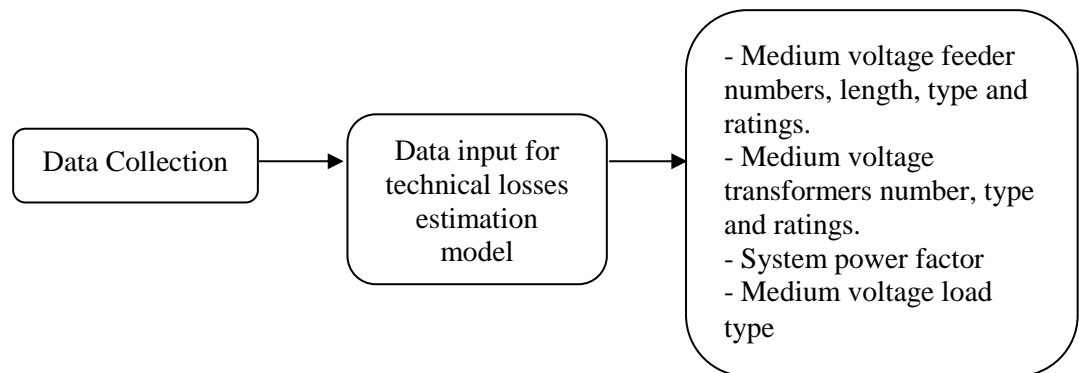 Data Collection
Data input for
technical losses
estimation
model
- Medium voltage feeder
numbers, length, type and
ratings.
- Medium voltage
transformers number, type
and ratings.
- System power factor
- Medium voltage load
type